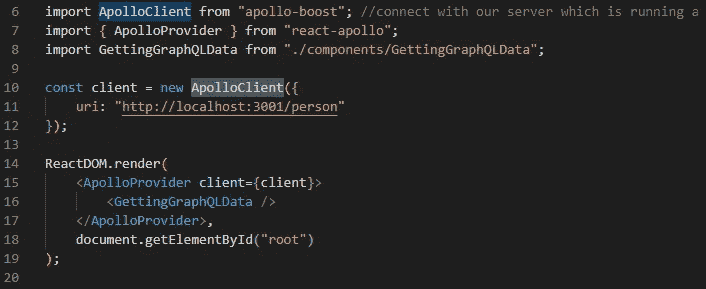 6 import ApolloClient from "apollo-boost"; //connect with our server which is running a
7 import { ApolloProvider } from "react-apollo";
8 import GettingGraphQLData from "./components/GettingGraphQLData";
9
10 const client = new ApolloClient({
11 uri: "http://localhost:3001/person"
12 });
13
14 ReactDOM.render(
15 <ApolloProvider client={client}>
16 <GettingGraphQLData />
17 </ApolloProvider>,
18 document.getElementById("root")
19 );
20